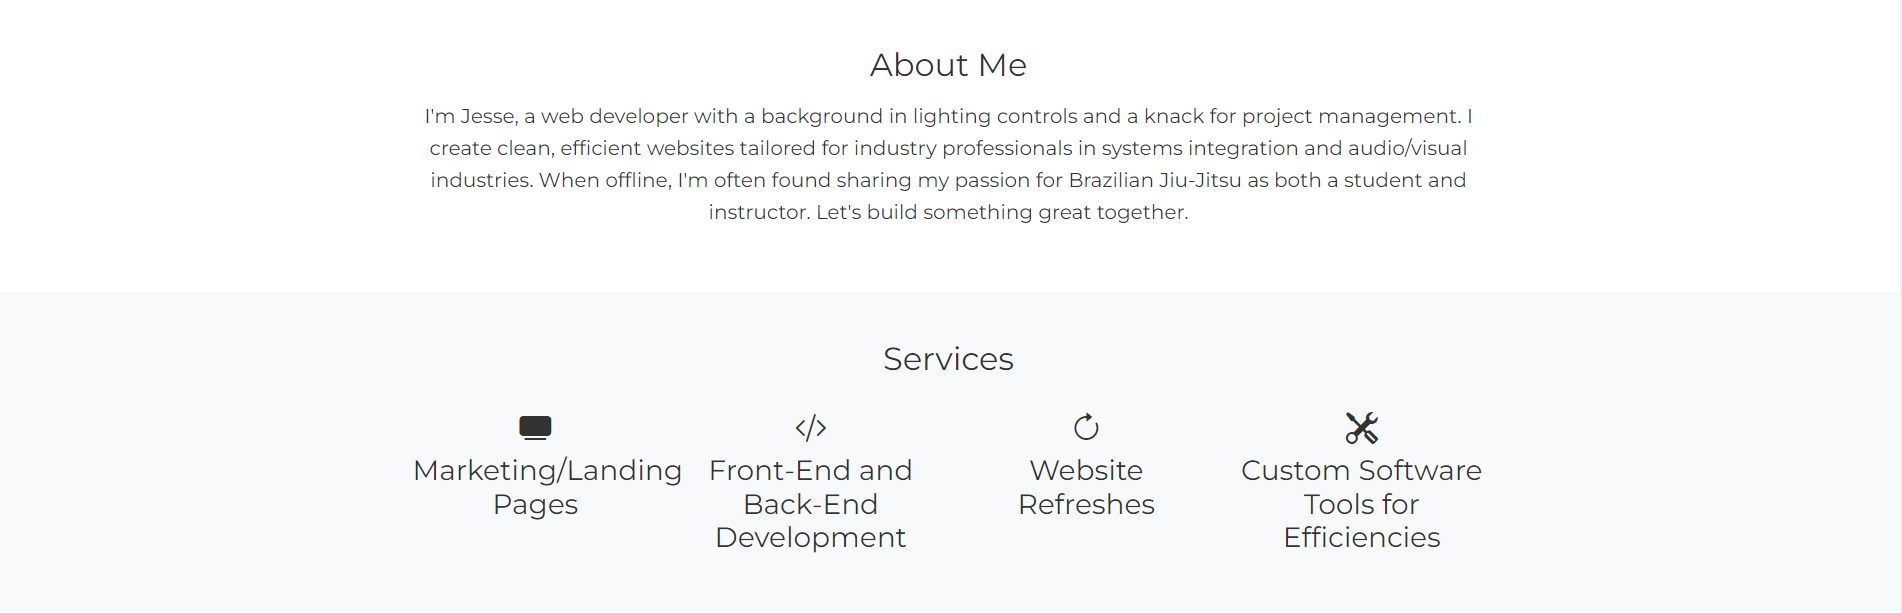 About Me
I'm Jesse, a web developer with a background in lighting controls and a knack for project management. I
create clean, efficient websites tailored for industry professionals in systems integration and audio/visual
industries. When offline, I'm often found sharing my passion for Brazilian Jiu-Jitsu as both a student and
instructor. Let's build something great together.
Services
Marketing/Landing
Pages
Front-End and
Back-End
Development
Website
Refreshes
Custom Software
Tools for
Efficiencies